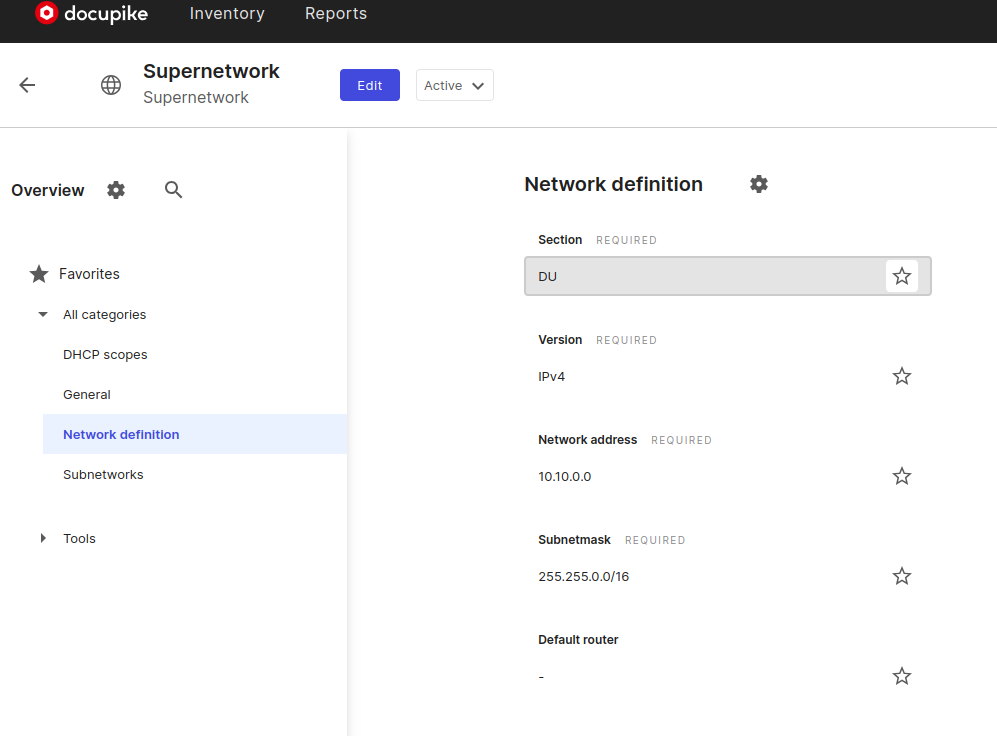 docupike
Inventory
Reports
Supernetwork
Supernetwork
Edit
Active
Overview
Favorites
All categories
DHCP scopes
General
Network definition
Subnetworks
Tools
Network definition
Section REQUIRED
DU
Version REQUIRED
IPv4
Network address REQUIRED
10.10.0.0
Subnetmask REQUIRED
255.255.0.0/16
Default router
-